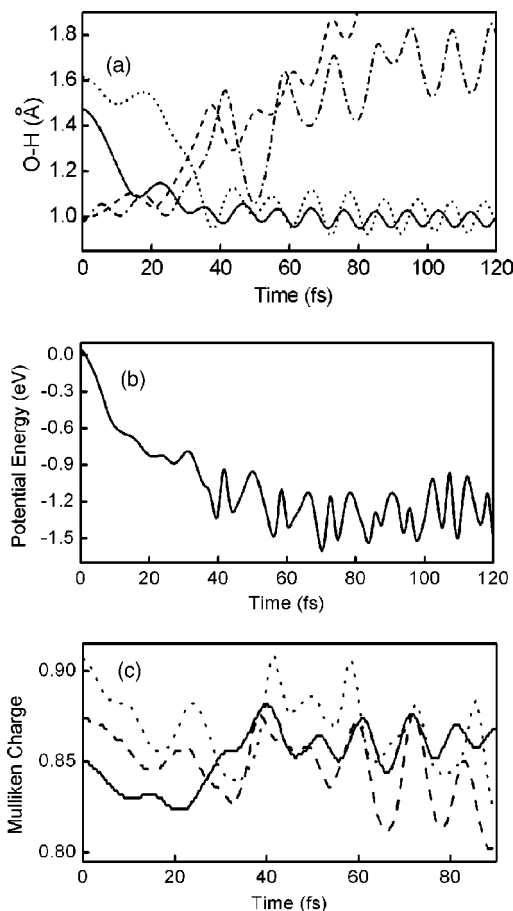 (a)
1.8
1.6
1.4
1.2
1.0
O-H (Å)
0 20 40 60 80 100 120
Time (fs)
(b)
0.0
-0.3
-0.6
-0.9
-1.2
-1.5
Potential Energy (eV)
0 20 40 60 80 100 120
Time (fs)
(c)
0.90
0.85
0.80
Mulliken Charge
0 20 40 60 80
Time (fs)